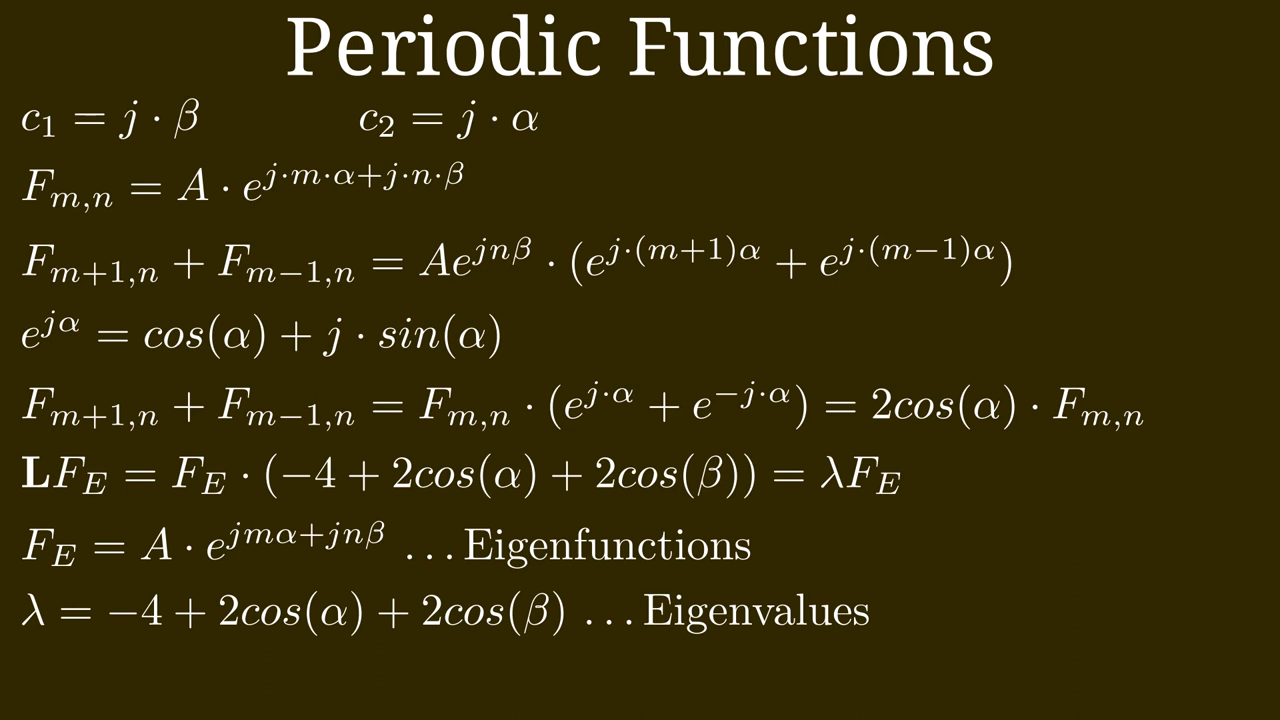 Periodic Functions
c₁ = j · β c₂ = j · α
F_{m,n} = A · e^{j·m·α+j·n·β}
F_{m+1,n} + F_{m−1,n} = Ae^{jnβ} · (e^{j·(m+1)α} + e^{j·(m−1)α})
e^{jα} = cos(α) + j · sin(α)
F_{m+1,n} + F_{m−1,n} = F_{m,n} · (e^{j·α} + e^{−j·α}) = 2cos(α) · F_{m,n}
LF_E = F_E · (−4 + 2cos(α) + 2cos(β)) = λF_E
F_E = A · e^{jmα+jnβ} … Eigenfunctions
λ = −4 + 2cos(α) + 2cos(β) … Eigenvalues